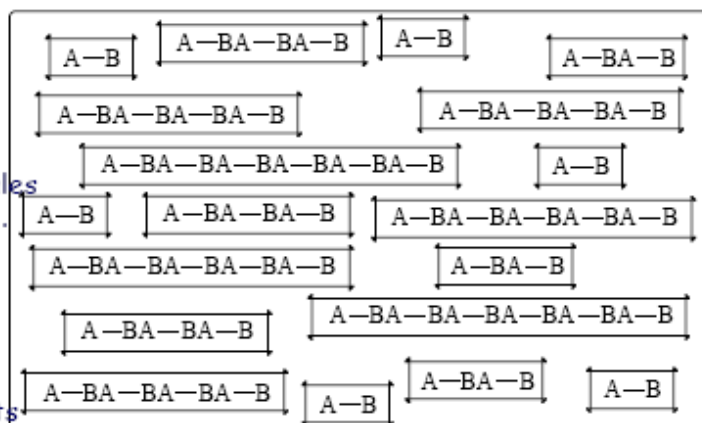 A—B A—BA—BA—B A—B A—BA—B
A—BA—BA—BA—B A—BA—BA—BA—B
A—BA—BA—BA—BA—BA—B A—B
les
A—B A—BA—BA—B A—BA—BA—BA—BA—B
.
A—BA—BA—BA—BA—B A—BA—B
A—BA—BA—B A—BA—BA—BA—BA—BA—B
A—BA—BA—BA—B A—B A—BA—B A—B